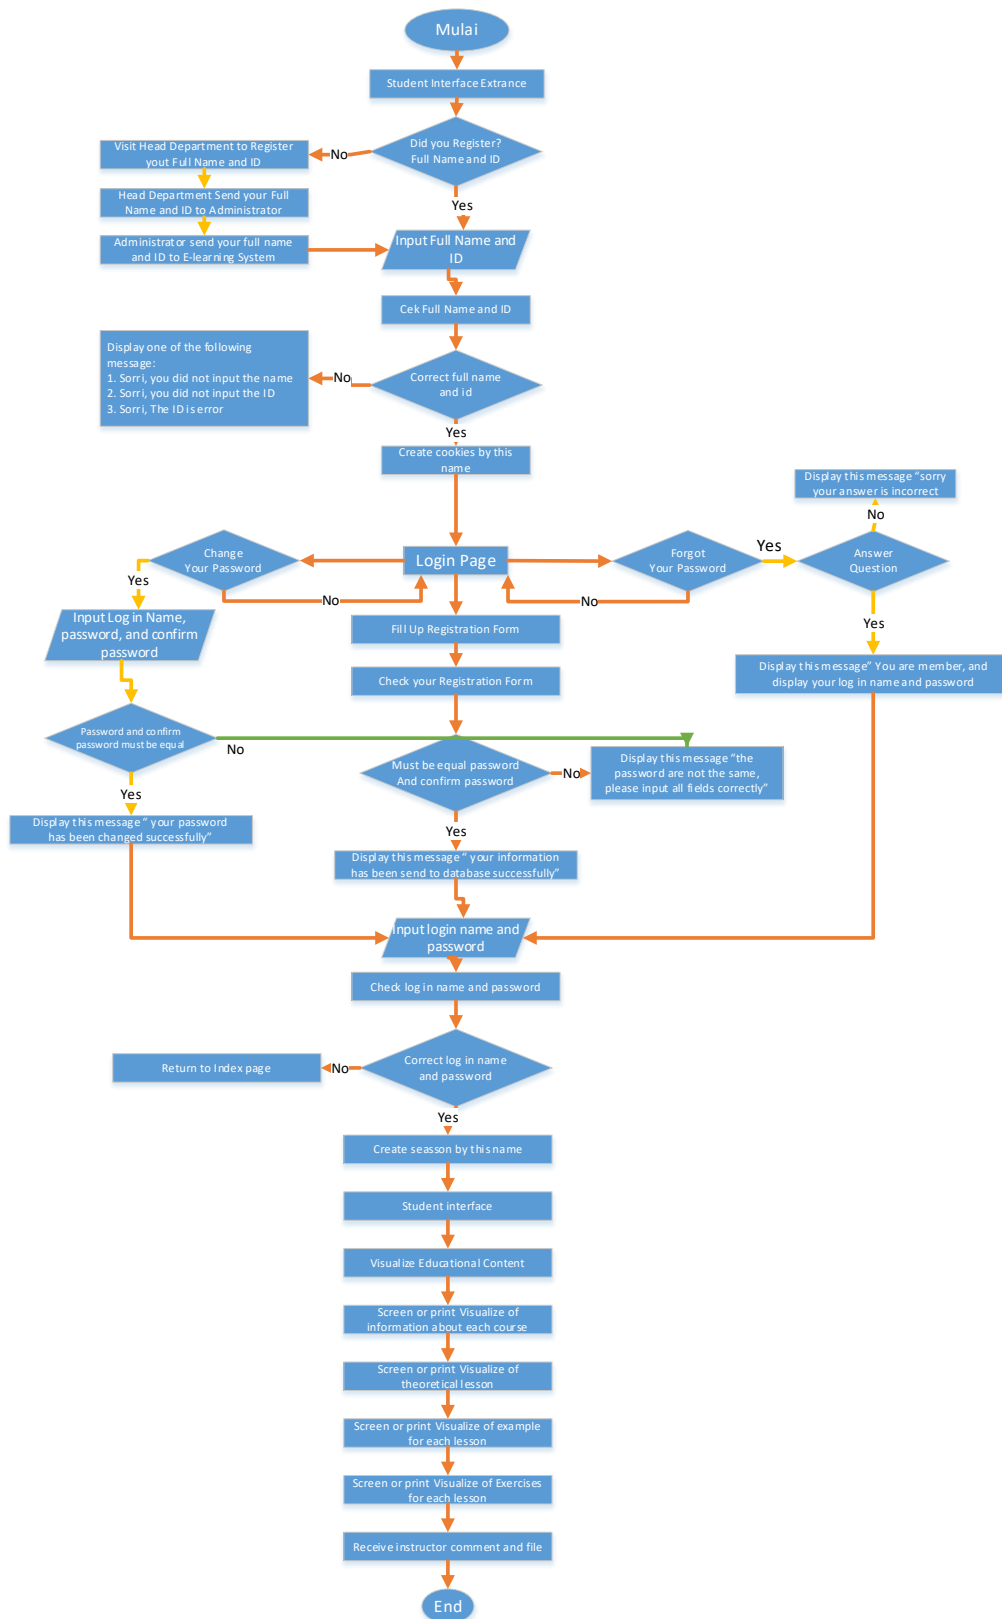 Mulai
Student Interface Extrance
Did you Register?
Full Name and ID
No
Visit Head Department to Register
yout Full Name and ID
Head Department Send your Full
Name and ID to Administrator
Administrator send your full name
and ID to E-learning System
Yes
Input Full Name and
ID
Cek Full Name and ID
Correct full name
and id
No
Display one of the following
message:
1. Sorri, you did not input the name
2. Sorri, you did not input the ID
3. Sorri, The ID is error
Yes
Create cookies by this
name
Login Page
Change
Your Password
No
Yes
Input Log in Name,
password, and confirm
password
Password and confirm
password must be equal
No
Yes
Display this message “ your password
has been changed successfully”
Forgot
Your Password
No
Yes
Answer
Question
No
Display this message “sorry
your answer is incorrect
Yes
Display this message” You are member, and
display your log in name and password
Fill Up Registration Form
Check your Registration Form
Must be equal password
And confirm password
No
Display this message “the
password are not the same,
please input all fields correctly”
Yes
Display this message “ your information
has been send to database successfully”
Input login name and
password
Check log in name and password
Correct log in name
and password
No
Return to Index page
Yes
Create seasson by this name
Student interface
Visualize Educational Content
Screen or print Visualize of
information about each course
Screen or print Visualize of
theoretical lesson
Screen or print Visualize of example
for each lesson
Screen or print Visualize of Exercises
for each lesson
Receive instructor comment and file
End